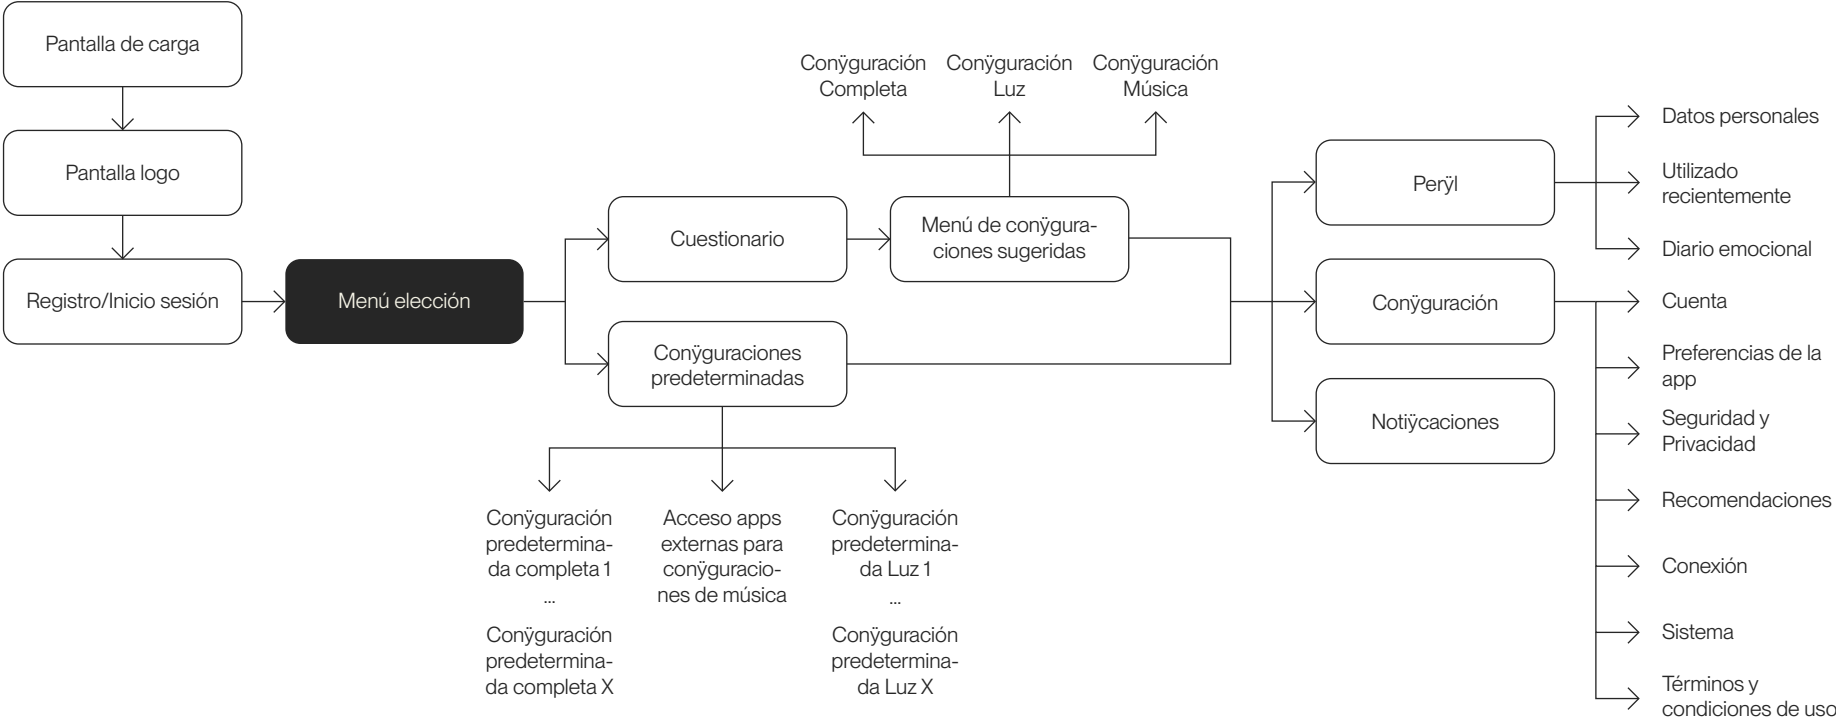 Pantalla de carga
Pantalla logo
Registro/Inicio sesión
Menú elección
Cuestionario
Conÿguraciones
predeterminadas
Menú de conÿgura-
ciones sugeridas
Conÿguración
Completa
Conÿguración
Luz
Conÿguración
Música
Conÿguración
predetermina-
da completa 1
...
Conÿguración
predetermina-
da completa X
Acceso apps
externas para
conÿguracio-
nes de música
Conÿguración
predetermina-
da Luz 1
...
Conÿguración
predetermina-
da Luz X
Perÿl
Conÿguración
Notiÿcaciones
Datos personales
Utilizado
recientemente
Diario emocional
Cuenta
Preferencias de la
app
Seguridad y
Privacidad
Recomendaciones
Conexión
Sistema
Términos y
condiciones de uso